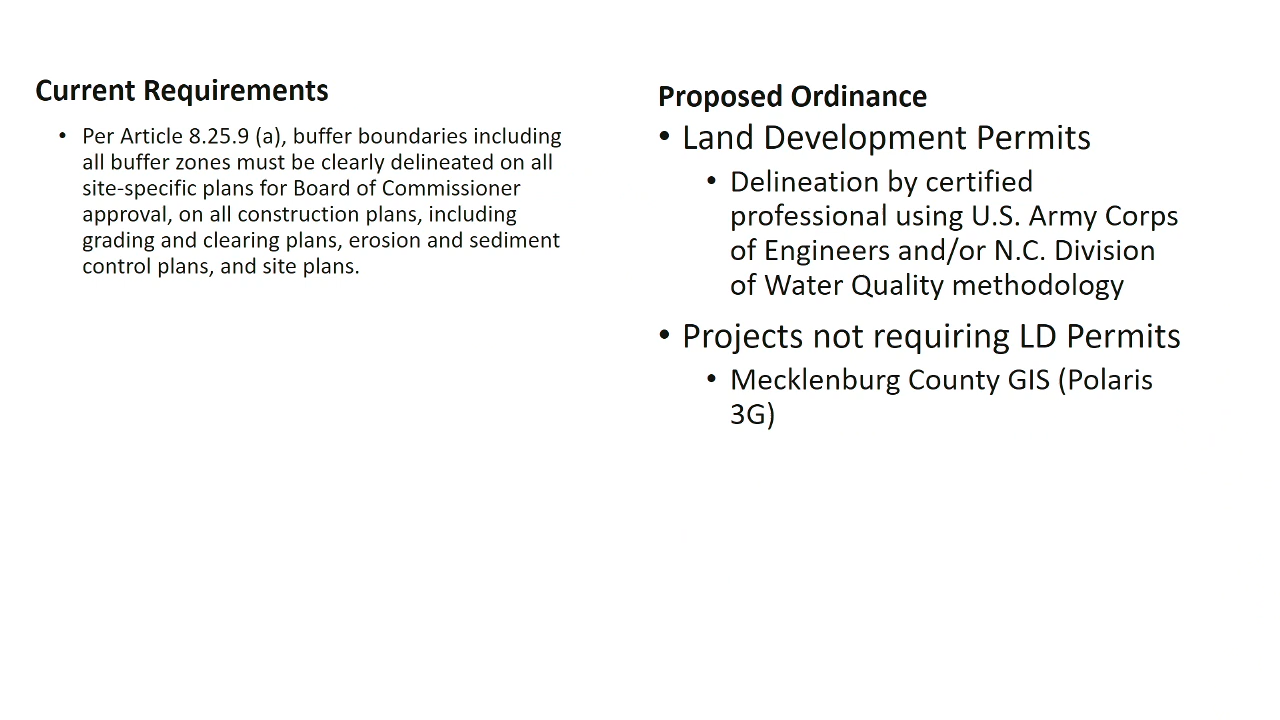 Current Requirements
• Per Article 8.25.9 (a), buffer boundaries including
all buffer zones must be clearly delineated on all
site-specific plans for Board of Commissioner
approval, on all construction plans, including
grading and clearing plans, erosion and sediment
control plans, and site plans.
Proposed Ordinance
• Land Development Permits
• Delineation by certified
professional using U.S. Army Corps
of Engineers and/or N.C. Division
of Water Quality methodology
• Projects not requiring LD Permits
• Mecklenburg County GIS (Polaris
3G)